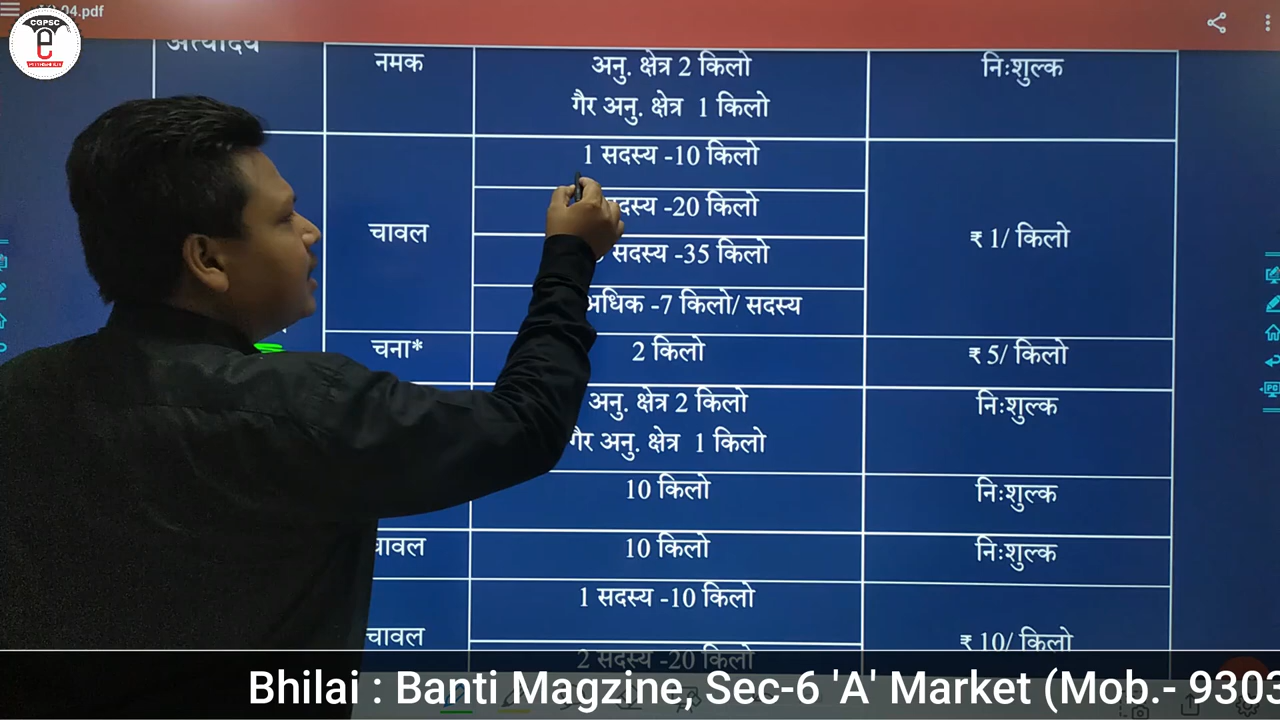 04.pdf
CGPSC
अन्त्योदय
नमक
अनु. क्षेत्र 2 किलो
गैर अनु. क्षेत्र 1 किलो
निःशुल्क
चावल
1 सदस्य -10 किलो
सदस्य -20 किलो
सदस्य -35 किलो
अधिक -7 किलो/ सदस्य
₹ 1/ किलो
चना*
2 किलो
₹ 5/ किलो
अनु. क्षेत्र 2 किलो
गैर अनु. क्षेत्र 1 किलो
निःशुल्क
10 किलो
निःशुल्क
चावल
10 किलो
निःशुल्क
चावल
1 सदस्य -10 किलो
2 सदस्य -20 किलो
₹ 10/ किलो
Bhilai : Banti Magzine, Sec-6 'A' Market (Mob.- 9303